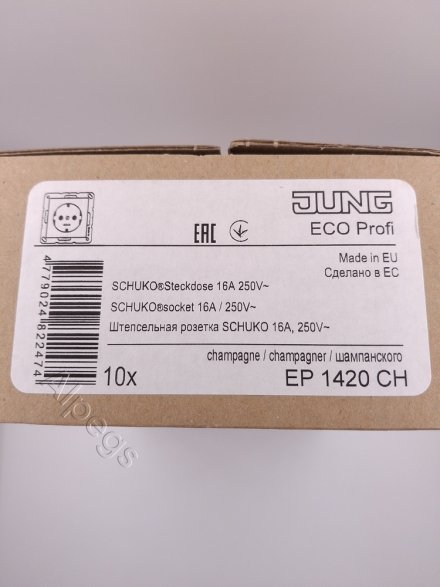 JUNG
ECO Profi
EAC
Made in EU
Сделано в ЕС
SCHUKO®Steckdose 16A 250V~
SCHUKO®socket 16A / 250V~
Штепсельная розетка SCHUKO 16A, 250V~
champagne / champagner / шампанского
10x
EP 1420 CH
4779024822474
Alpegs